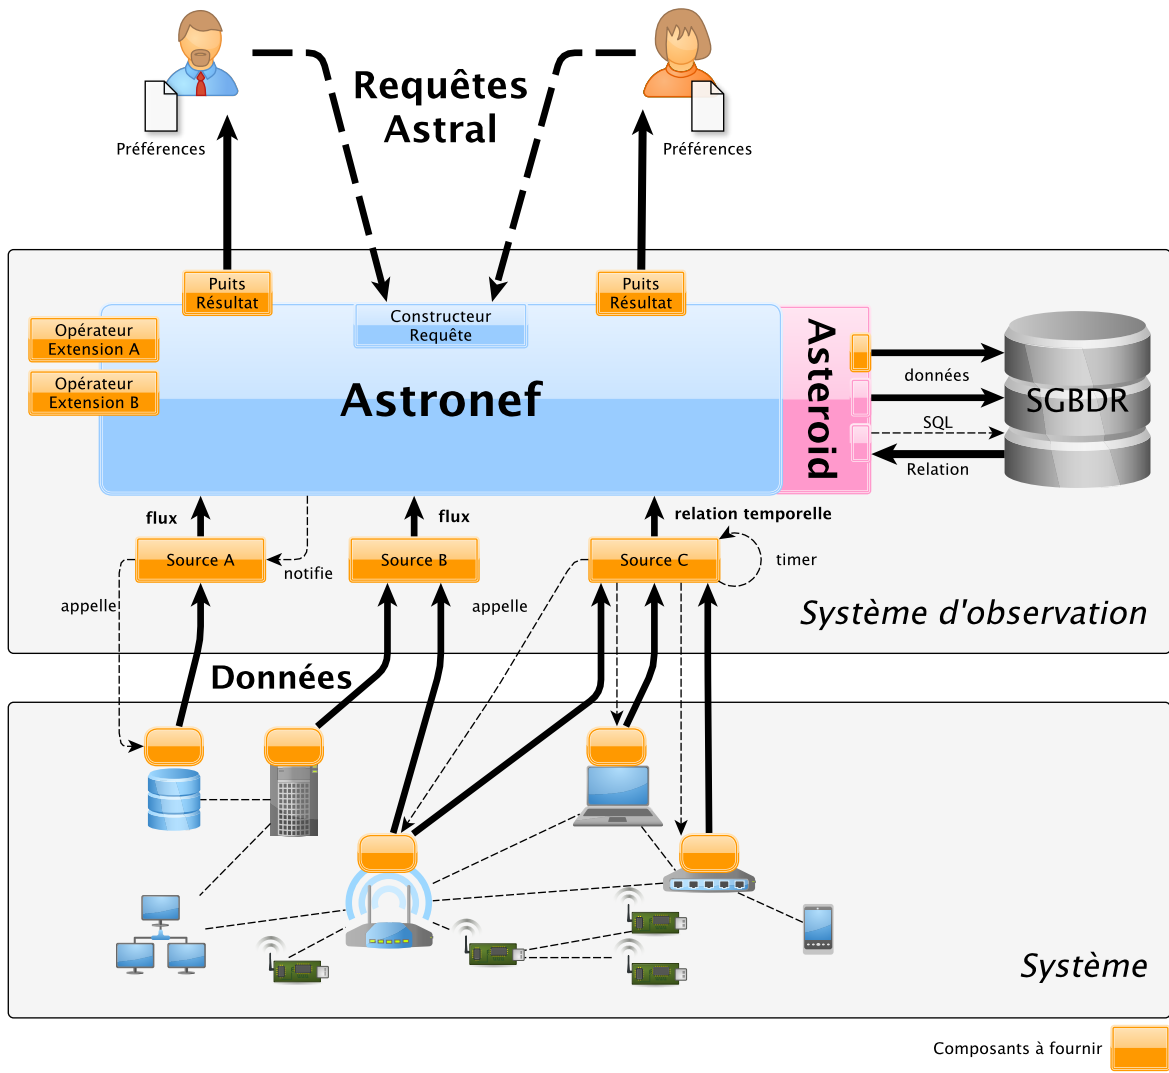 Requêtes
Astral
Préférences
Préférences
Puits
Résultat
Puits
Résultat
Constructeur
Requête
Opérateur
Extension A
Opérateur
Extension B
Astronef
Asteroid
données
SGBDR
SQL
Relation
flux
flux
relation temporelle
Source A
notifie
Source B
Source C
timer
appelle
appelle
Système d'observation
Données
Système
Composants à fournir